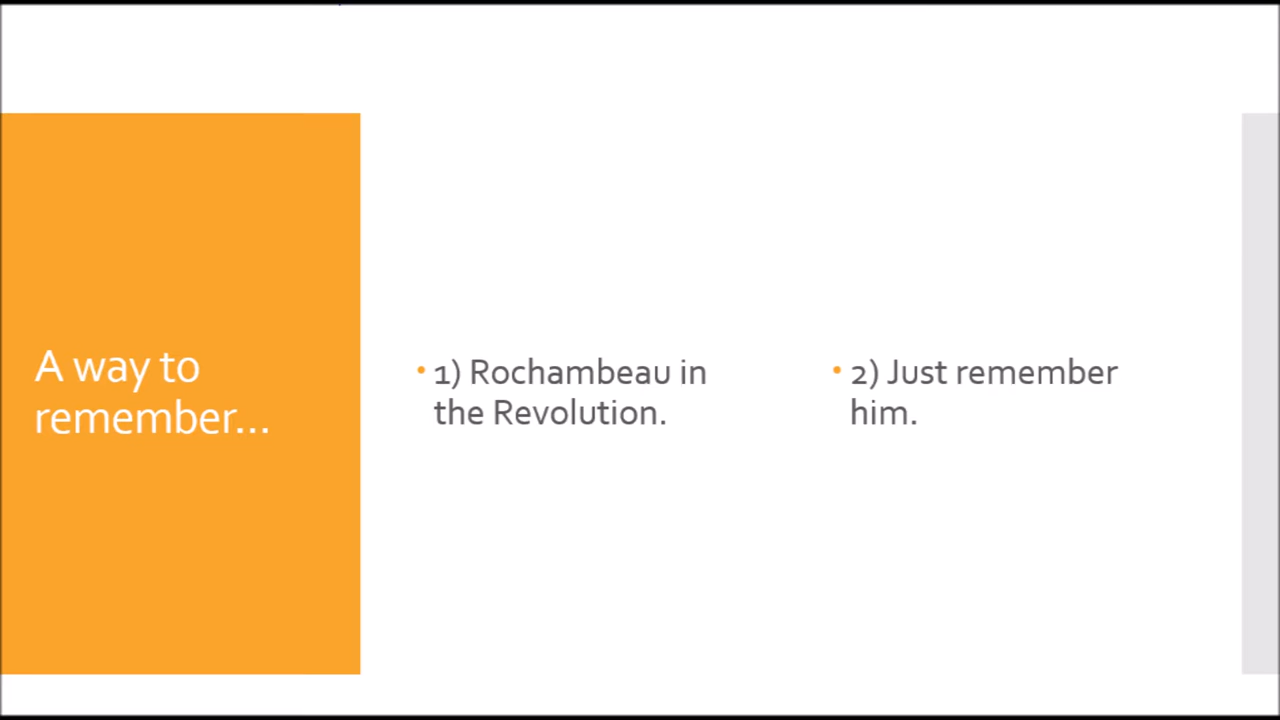 A way to
remember...
• 1) Rochambeau in
the Revolution.
• 2) Just remember
him.